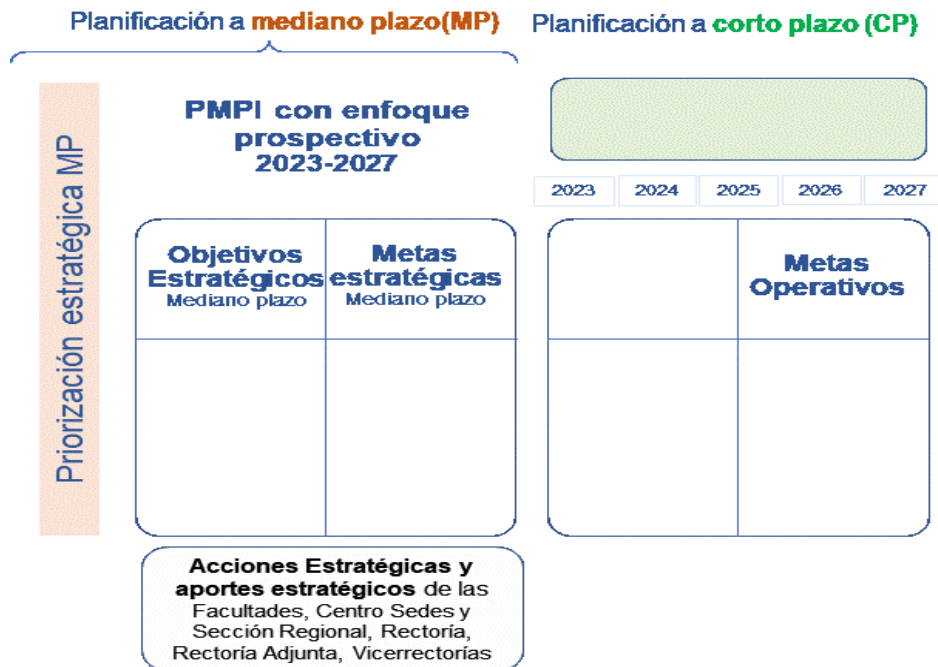 Planificación a mediano plazo(MP)
Planificación a corto plazo (CP)
Priorización estratégica MP
PMPI con enfoque
prospectivo
2023-2027
2023 2024 2025 2026 2027
Objetivos
Estratégicos
Mediano plazo
Metas
estratégicas
Mediano plazo
Metas
Operativos
Acciones Estratégicas y
aportes estratégicos de las
Facultades, Centro Sedes y
Sección Regional, Rectoría,
Rectoría Adjunta, Vicerrectorías